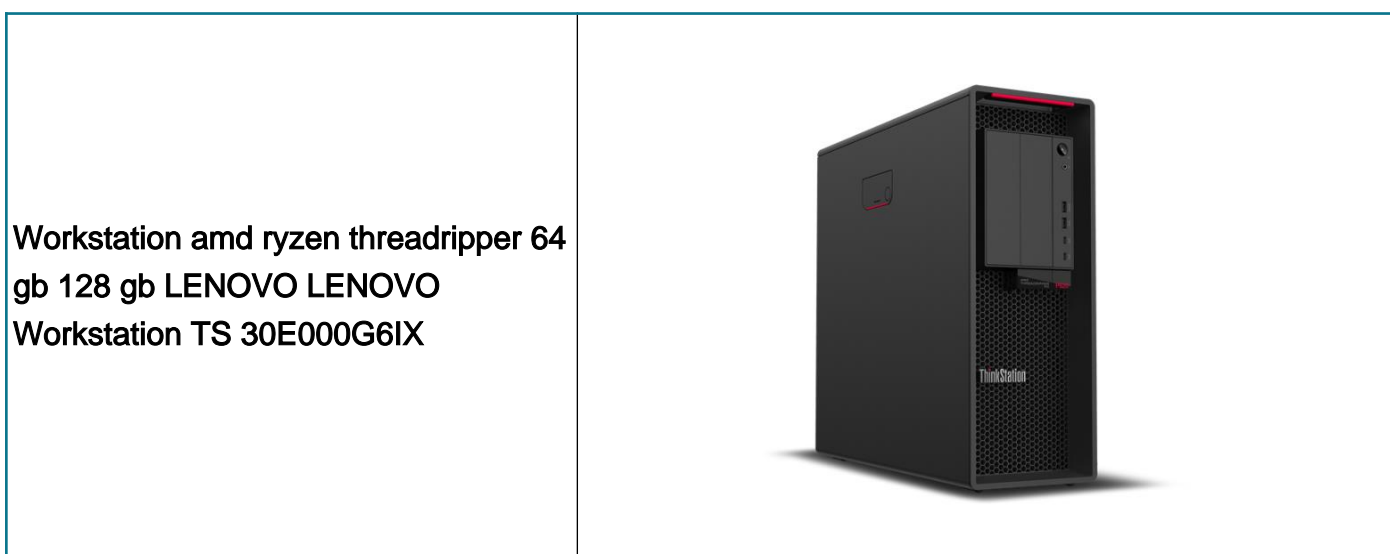 Workstation amd ryzen threadripper 64
gb 128 gb LENOVO LENOVO
Workstation TS 30E000G6IX
ThinkStation